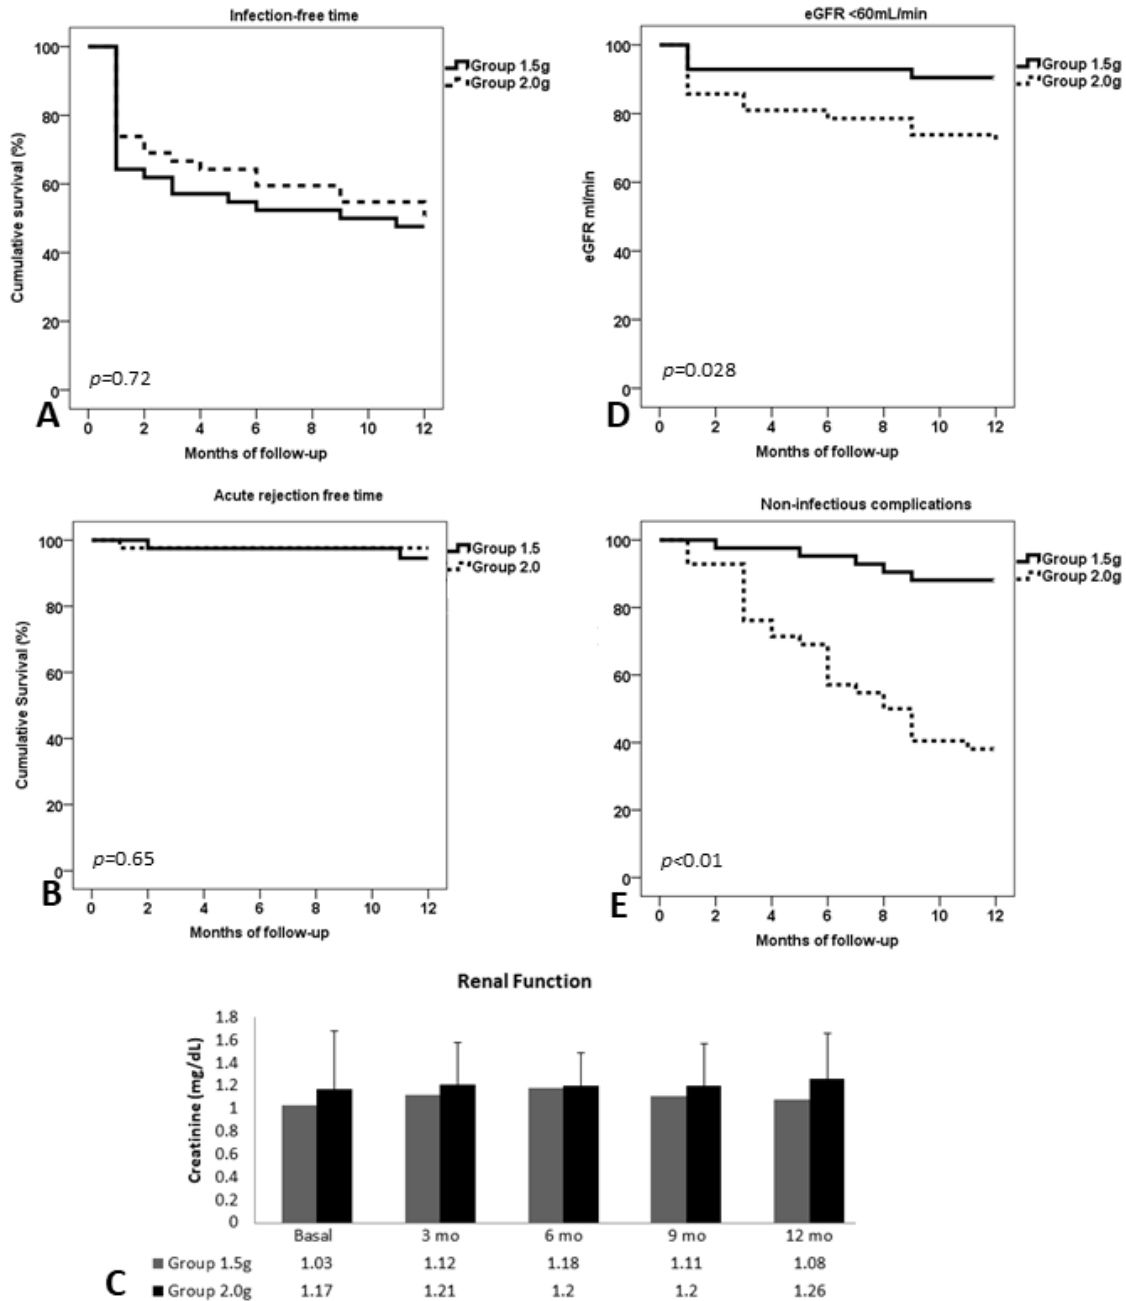 Infection-free time
100
80
60
40
20
0
Cumulative survival (%)
Group 1.5g
Group 2.0g
p=0.72
A
0 2 4 6 8 10 12
Months of follow-up
eGFR <60mL/min
100
80
60
40
20
0
eGFR ml/min
Group 1.5g
Group 2.0g
p=0.028
D
0 2 4 6 8 10 12
Months of follow-up
Acute rejection free time
100
80
60
40
20
0
Cumulative Survival (%)
Group 1.5
Group 2.0
p=0.65
B
0 2 4 6 8 10 12
Months of follow-up
Non-infectious complications
100
80
60
40
20
0
Group 1.5g
Group 2.0g
p<0.01
E
0 2 4 6 8 10 12
Months of follow-up
Renal Function
1.8
1.6
1.4
1.2
1
0.8
0.6
0.4
0.2
0
Creatinine (mg/dL)
Basal 3 mo 6 mo 9 mo 12 mo
Group 1.5g 1.03 1.12 1.18 1.11 1.08
Group 2.0g 1.17 1.21 1.2 1.2 1.26
C